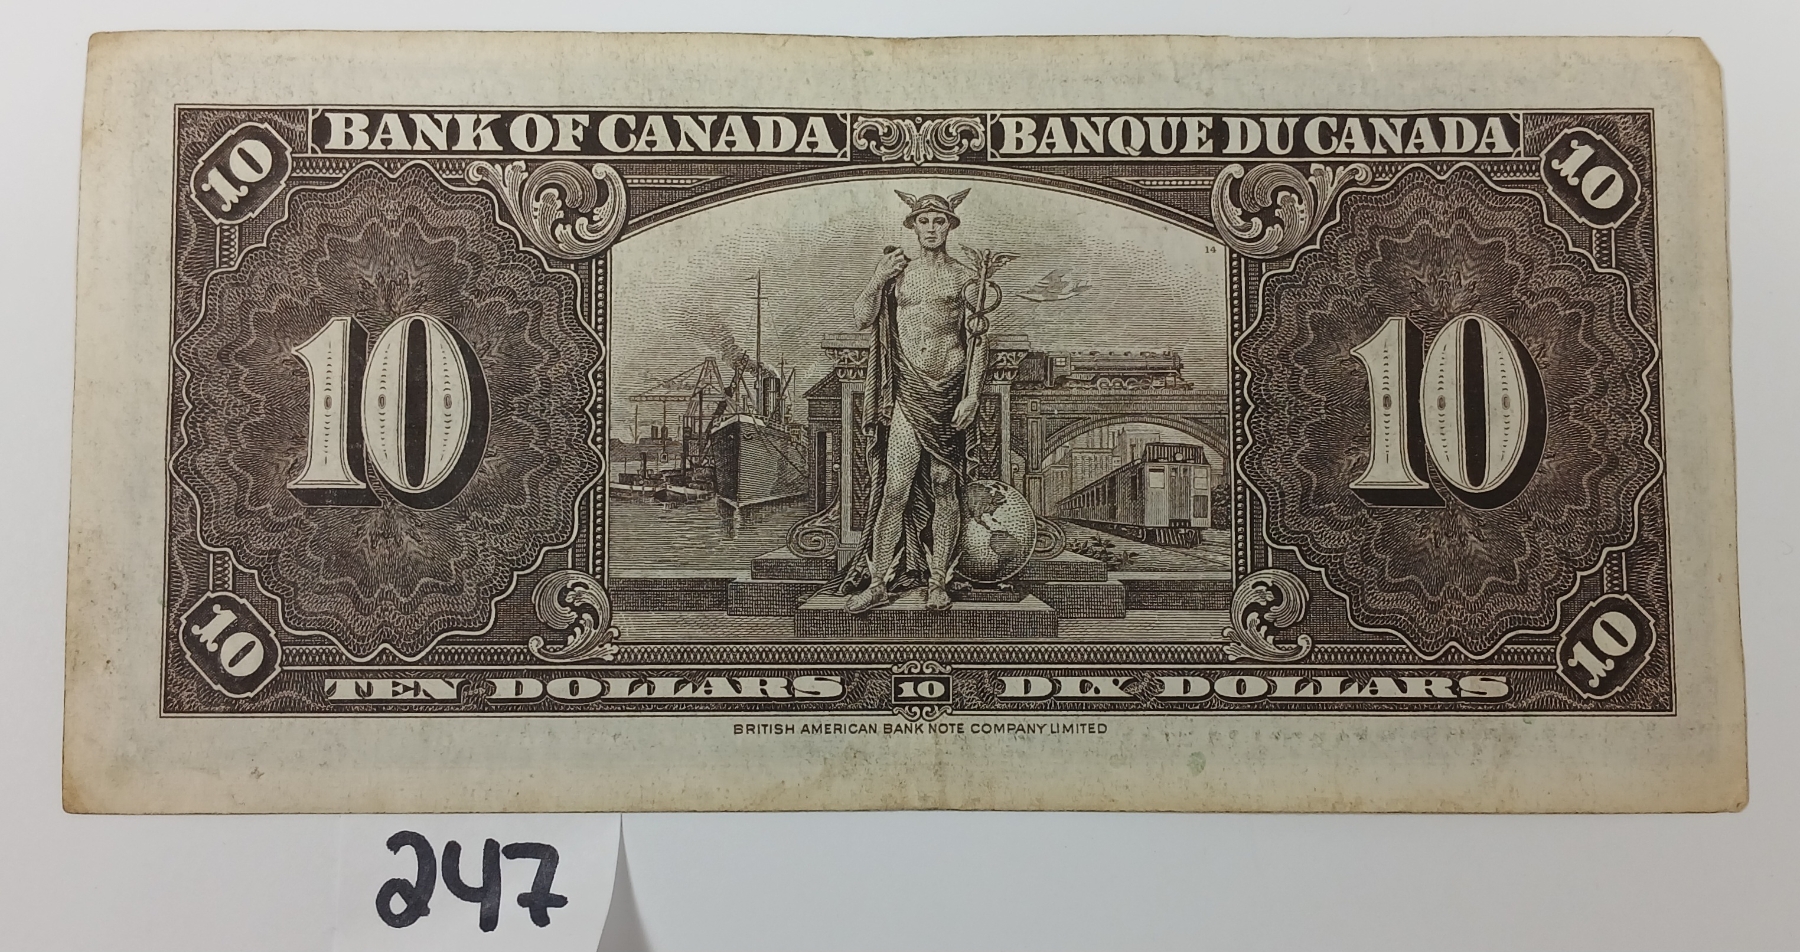 BANK OF CANADA BANQUE DU CANADA
10 10
14
10 10
10 10
TEN DOLLARS 10 DIX DOLLARS
BRITISH AMERICAN BANK NOTE COMPANY LIMITED
247